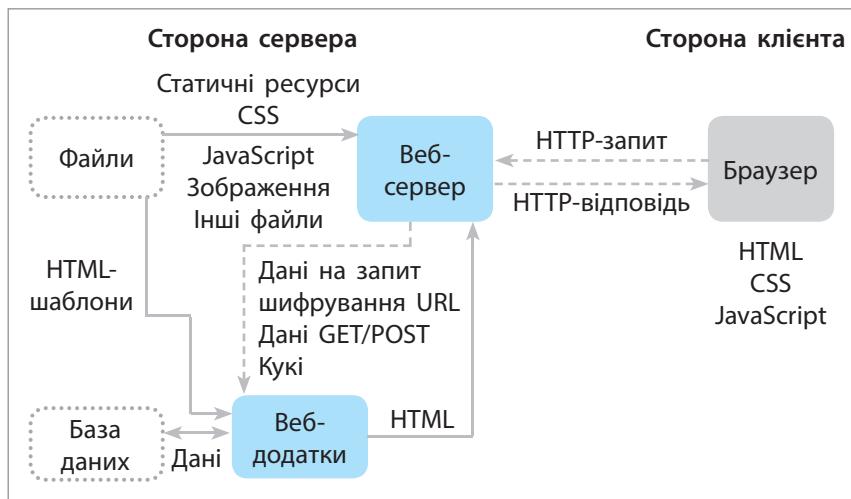 Сторона сервера
Сторона клієнта
Статичні ресурси
CSS
JavaScript
Зображення
Інші файли
Файли
Веб-
сервер
HTTP-запит
HTTP-відповідь
Браузер
HTML
CSS
JavaScript
HTML-
шаблони
Дані на запит
шифрування URL
Дані GET/POST
Кукі
База
даних
Дані
Веб-
додатки
HTML